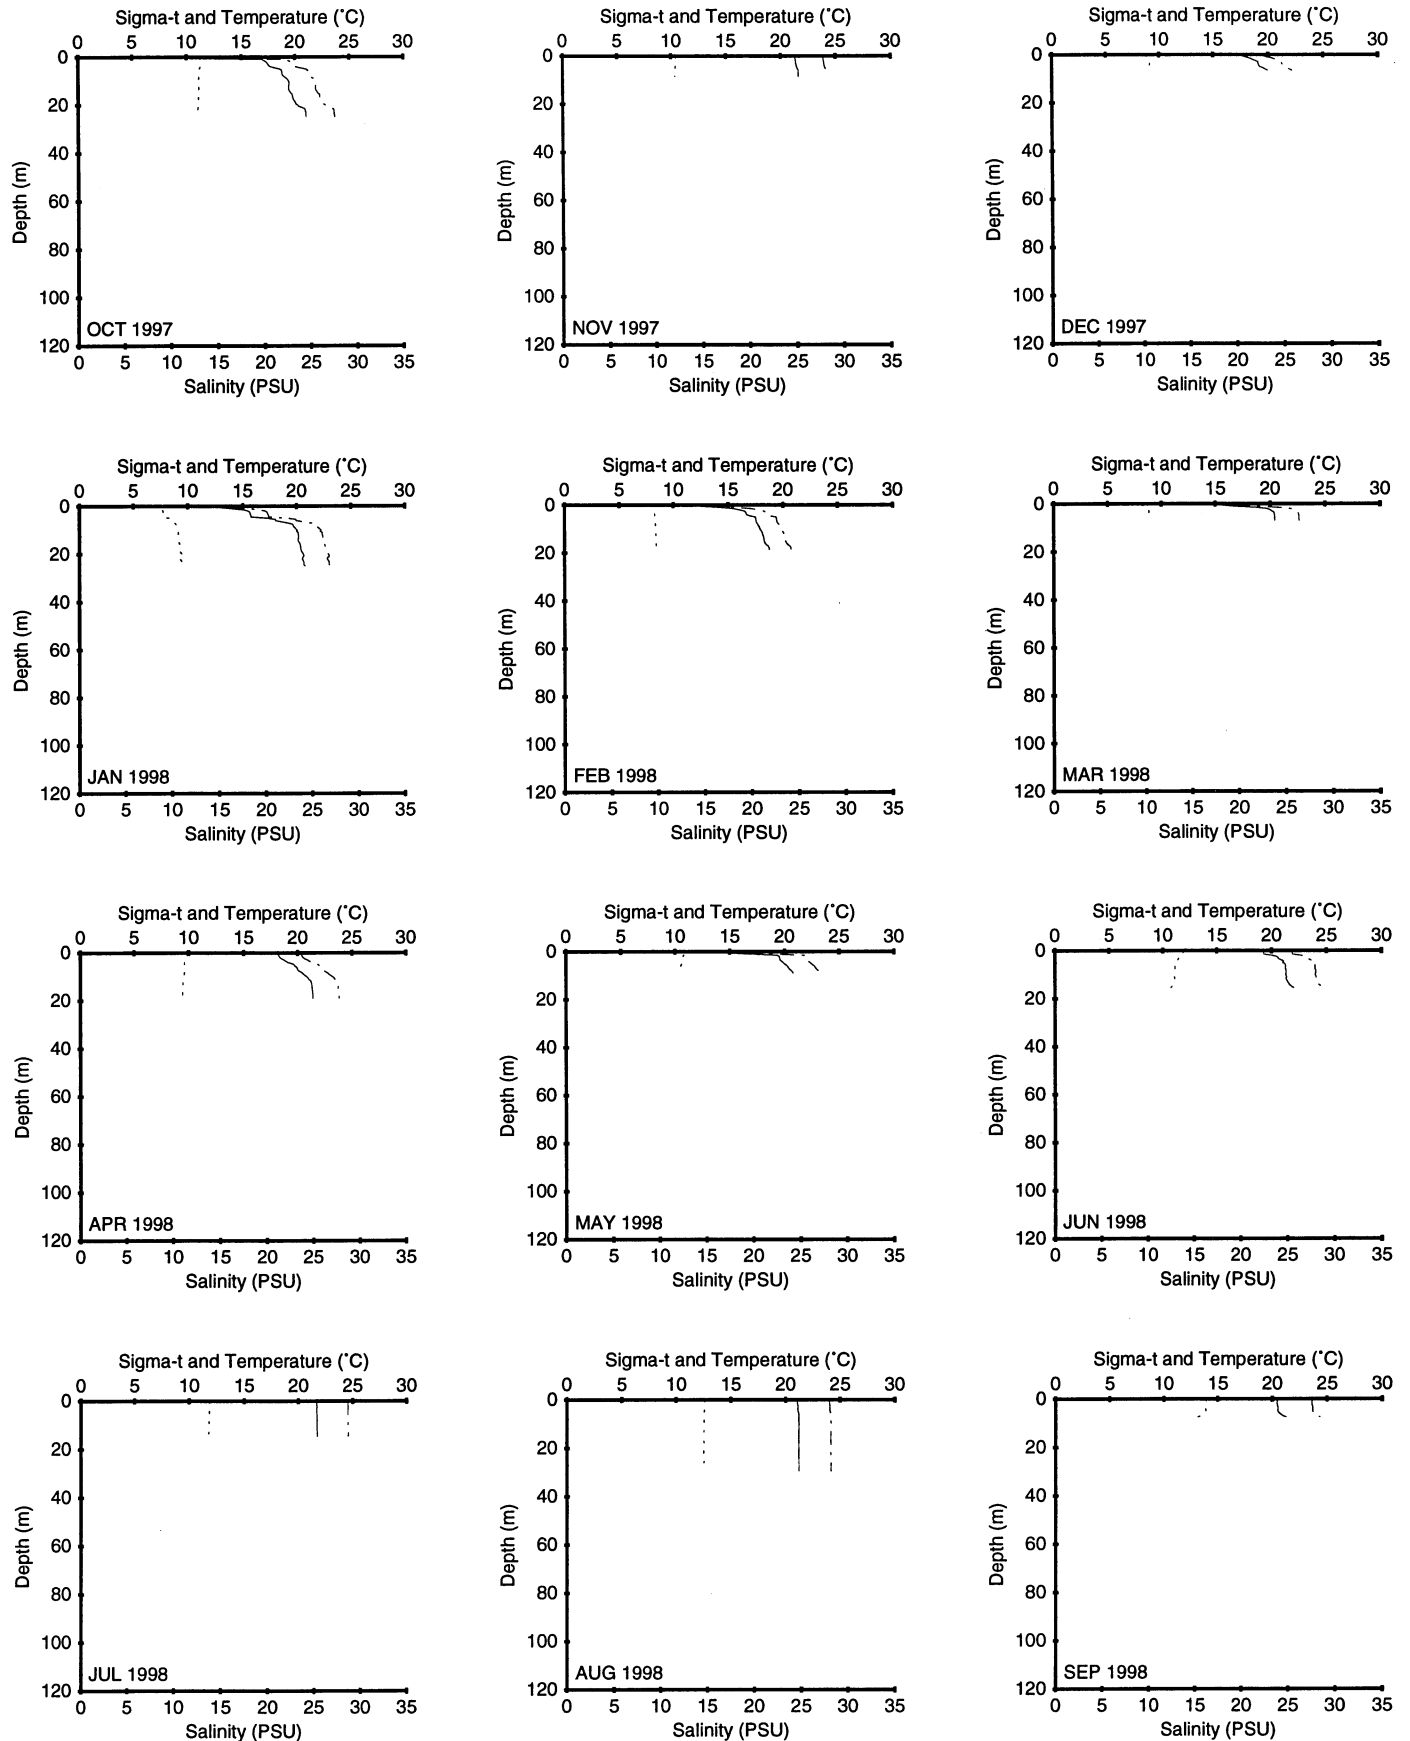 Sigma-t and Temperature (˚C)
0 5 10 15 20 25 30
0
20
40
60
80
100
120
Depth (m)
OCT 1997
0 5 10 15 20 25 30 35
Salinity (PSU)
Sigma-t and Temperature (˚C)
0 5 10 15 20 25 30
0
20
40
60
80
100
120
Depth (m)
NOV 1997
0 5 10 15 20 25 30 35
Salinity (PSU)
Sigma-t and Temperature (˚C)
0 5 10 15 20 25 30
0
20
40
60
80
100
120
Depth (m)
DEC 1997
0 5 10 15 20 25 30 35
Salinity (PSU)
Sigma-t and Temperature (˚C)
0 5 10 15 20 25 30
0
20
40
60
80
100
120
Depth (m)
JAN 1998
0 5 10 15 20 25 30 35
Salinity (PSU)
Sigma-t and Temperature (˚C)
0 5 10 15 20 25 30
0
20
40
60
80
100
120
Depth (m)
FEB 1998
0 5 10 15 20 25 30 35
Salinity (PSU)
Sigma-t and Temperature (˚C)
0 5 10 15 20 25 30
0
20
40
60
80
100
120
Depth (m)
MAR 1998
0 5 10 15 20 25 30 35
Salinity (PSU)
Sigma-t and Temperature (˚C)
0 5 10 15 20 25 30
0
20
40
60
80
100
120
Depth (m)
APR 1998
0 5 10 15 20 25 30 35
Salinity (PSU)
Sigma-t and Temperature (˚C)
0 5 10 15 20 25 30
0
20
40
60
80
100
120
Depth (m)
MAY 1998
0 5 10 15 20 25 30 35
Salinity (PSU)
Sigma-t and Temperature (˚C)
0 5 10 15 20 25 30
0
20
40
60
80
100
120
Depth (m)
JUN 1998
0 5 10 15 20 25 30 35
Salinity (PSU)
Sigma-t and Temperature (˚C)
0 5 10 15 20 25 30
0
20
40
60
80
100
120
Depth (m)
JUL 1998
0 5 10 15 20 25 30 35
Salinity (PSU)
Sigma-t and Temperature (˚C)
0 5 10 15 20 25 30
0
20
40
60
80
100
120
Depth (m)
AUG 1998
0 5 10 15 20 25 30 35
Salinity (PSU)
Sigma-t and Temperature (˚C)
0 5 10 15 20 25 30
0
20
40
60
80
100
120
Depth (m)
SEP 1998
0 5 10 15 20 25 30 35
Salinity (PSU)